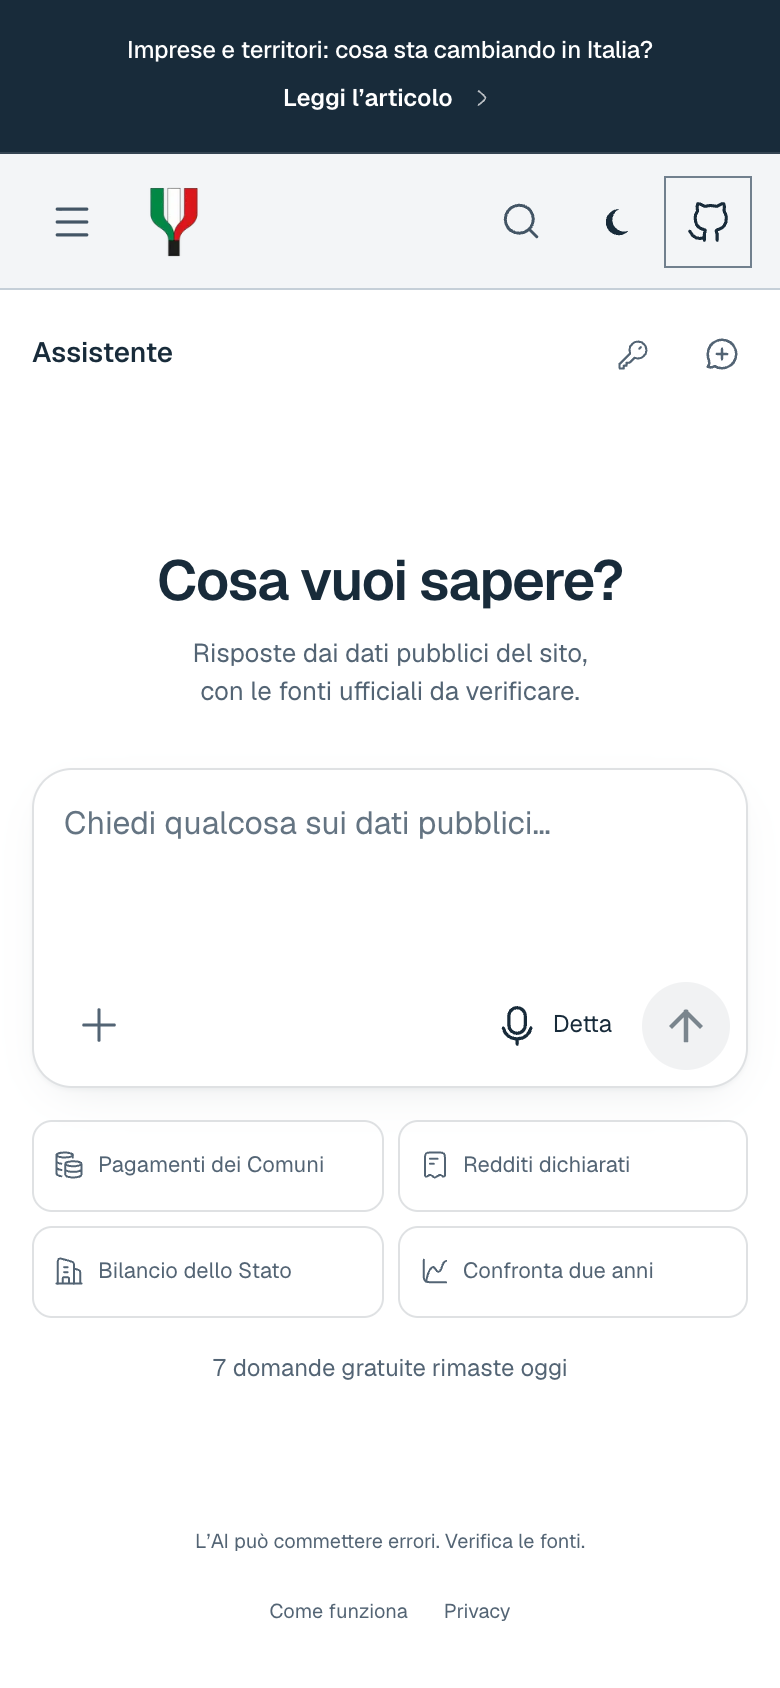 Imprese e territori: cosa sta cambiando in Italia?
Leggi l’articolo
Assistente
Cosa vuoi sapere?
Risposte dai dati pubblici del sito,
con le fonti ufficiali da verificare.
Chiedi qualcosa sui dati pubblici…
Detta
Pagamenti dei Comuni
Redditi dichiarati
Bilancio dello Stato
Confronta due anni
7 domande gratuite rimaste oggi
L’AI può commettere errori. Verifica le fonti.
Come funziona
Privacy